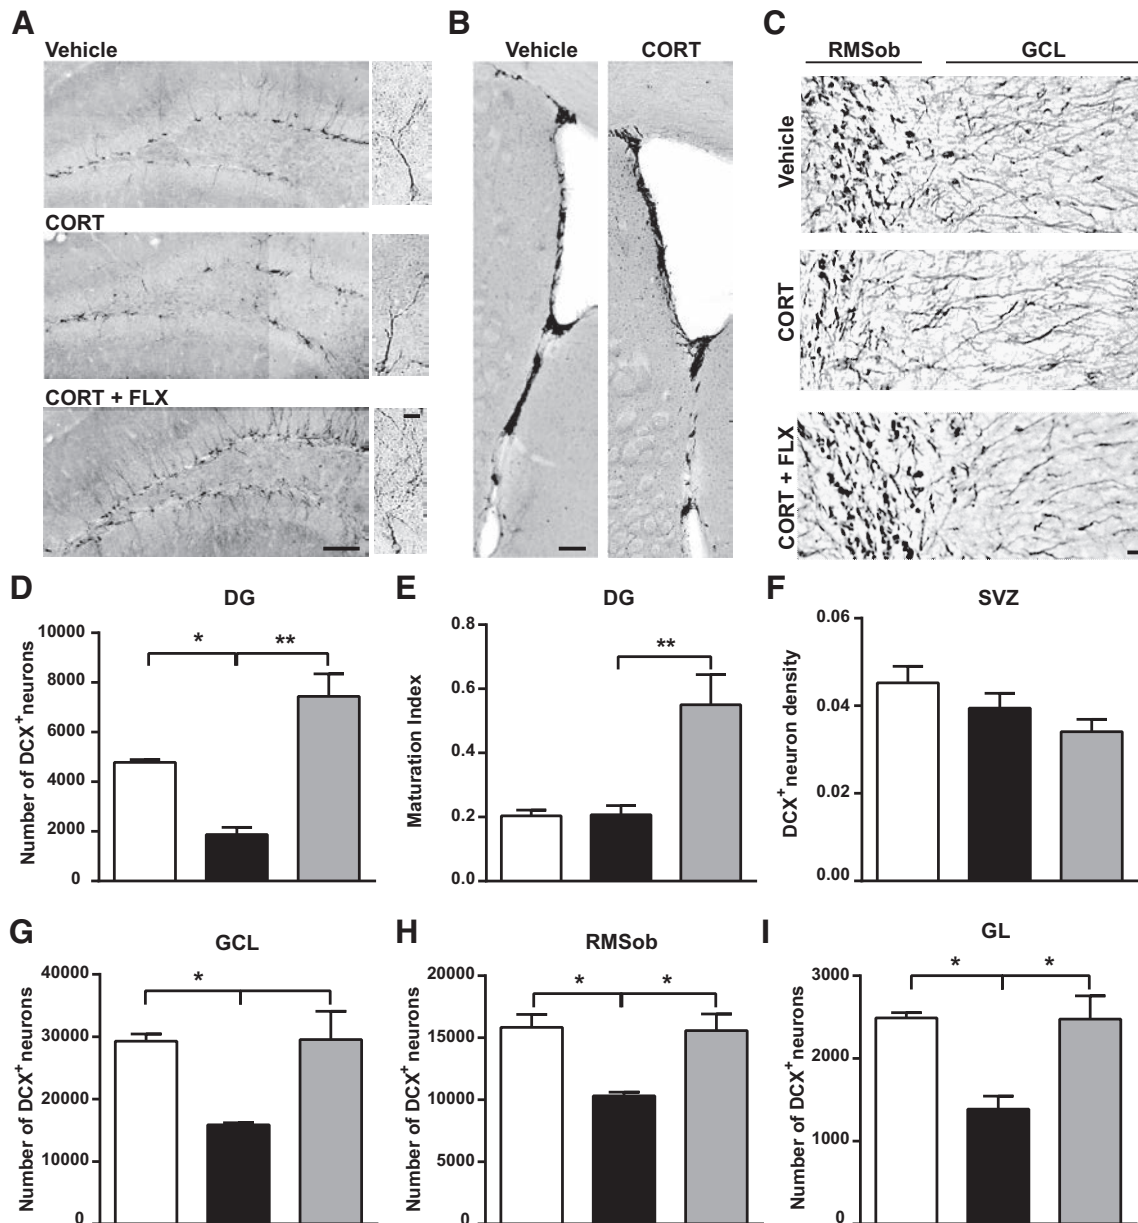 A
Vehicle
CORT
CORT + FLX
B
Vehicle CORT
C
RMSob GCL
Vehicle
CORT
CORT + FLX
D
DG
Number of DCX+neurons
10000
8000
6000
4000
2000
0
* **
E
DG
Maturation Index
0.8
0.6
0.4
0.2
0.0
**
F
SVZ
DCX+ neuron density
0.06
0.04
0.02
0.00
G
GCL
Number of DCX+neurons
40000
30000
20000
10000
0
*
H
RMSob
Number of DCX+neurons
20000
15000
10000
5000
0
* *
I
GL
Number of DCX+neurons
3000
2000
1000
0
* *